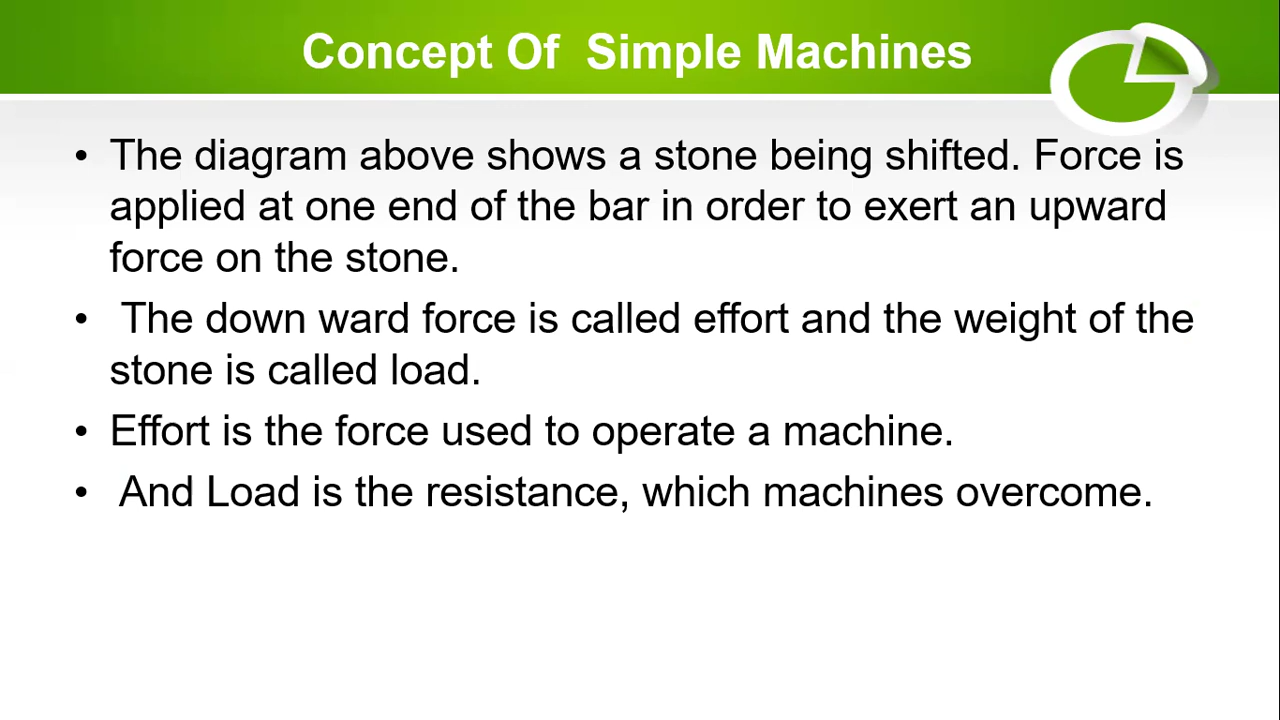 Concept Of  Simple Machines
• The diagram above shows a stone being shifted. Force is
applied at one end of the bar in order to exert an upward
force on the stone.
•  The down ward force is called effort and the weight of the
stone is called load.
• Effort is the force used to operate a machine.
•  And Load is the resistance, which machines overcome.